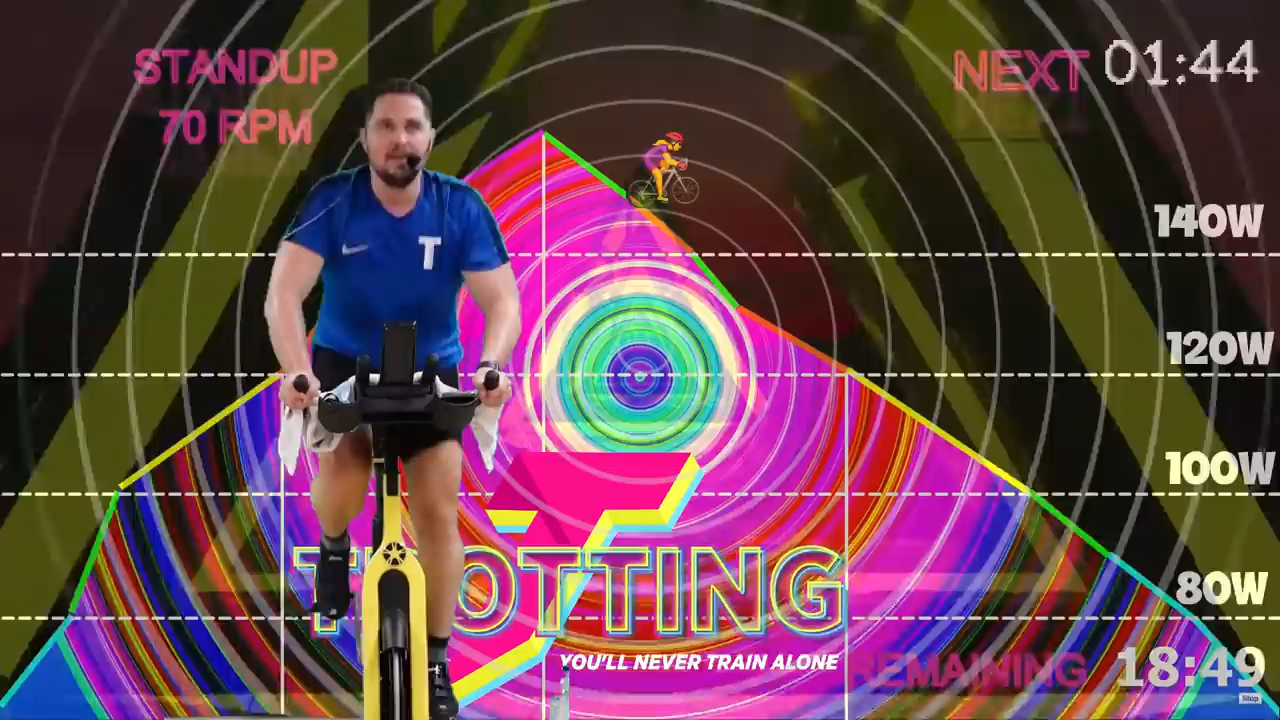 STANDUP
70 RPM
NEXT 01:44
T
140W
120W
100W
80W
TROTTING
YOU'LL NEVER TRAIN ALONE
REMAINING 18:49
Stop